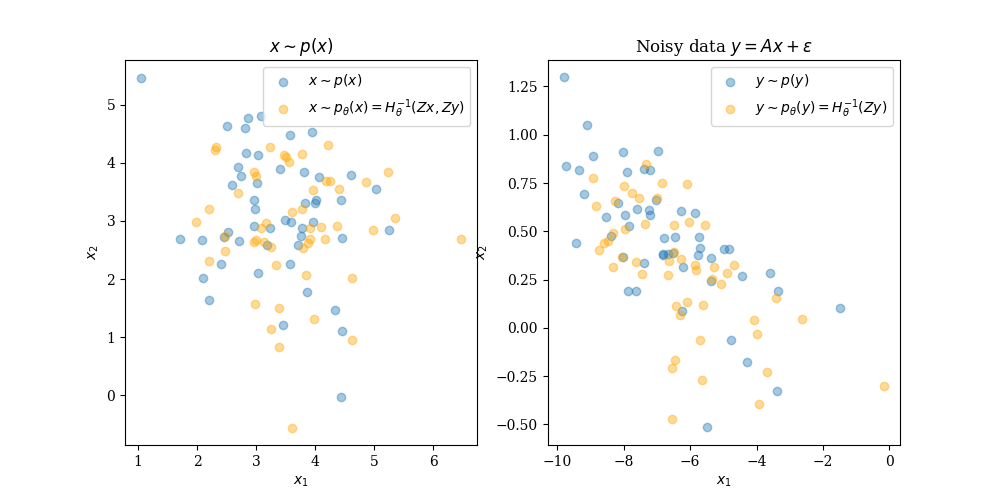 x ∼ p(x)
x ∼ p(x)
x ∼ p_θ(x) = H_θ^{-1}(Zx, Zy)
5
4
3
2
1
0
x_2
1
2
3
4
5
6
x_1
Noisy data y = Ax + ε
y ∼ p(y)
y ∼ p_θ(y) = H_θ^{-1}(Zy)
1.25
1.00
0.75
0.50
0.25
0.00
−0.25
−0.50
x_2
−10
−8
−6
−4
−2
0
x_1